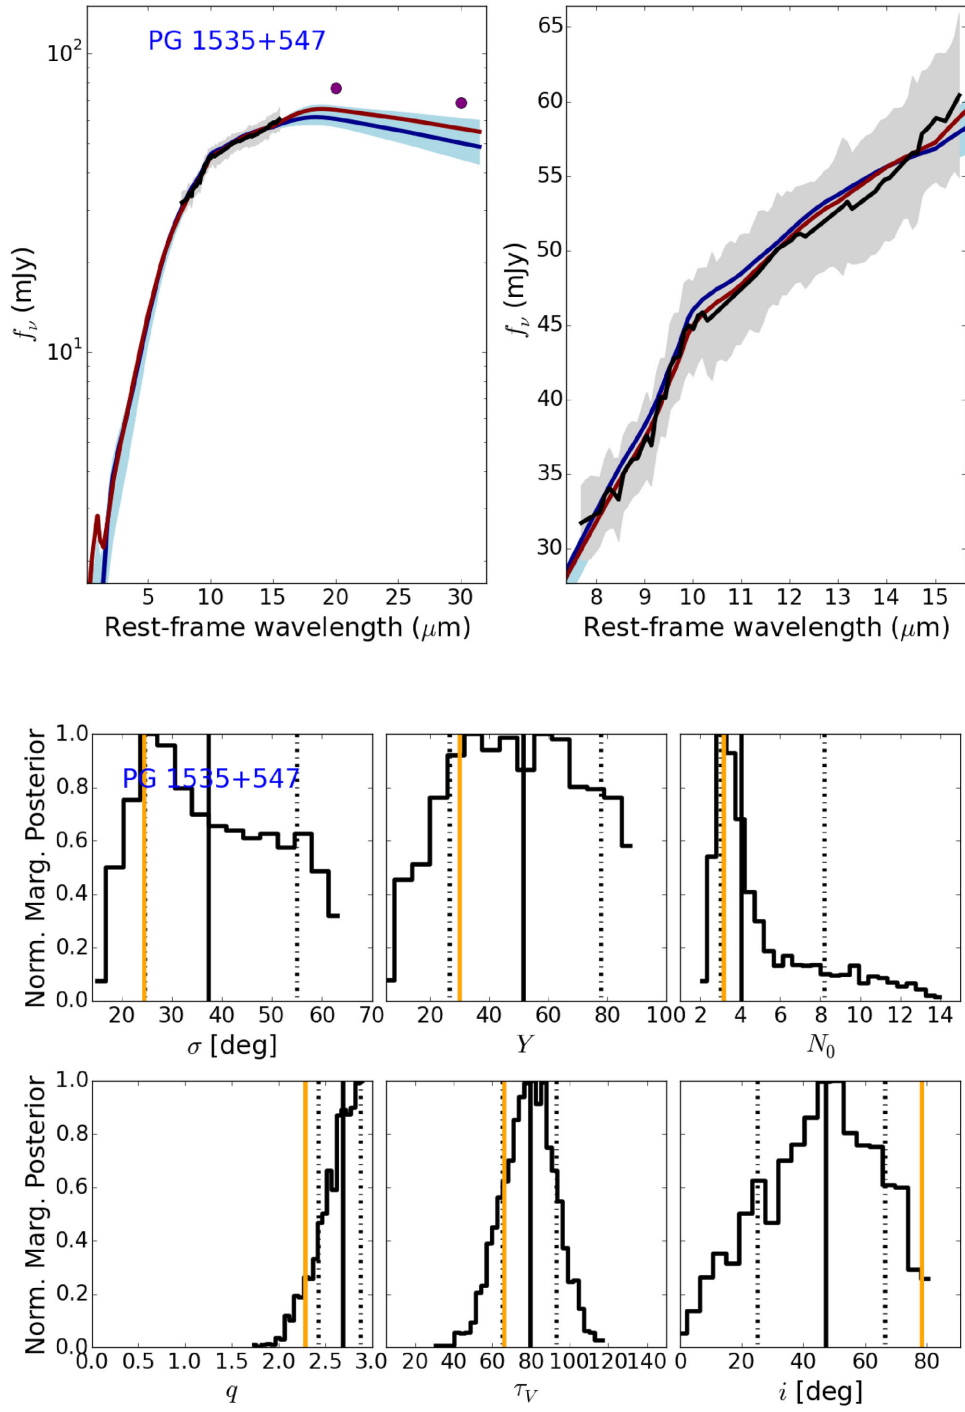 PG 1535+547
10²
10¹
f_ν (mJy)
5 10 15 20 25 30
Rest-frame wavelength (μm)
65
60
55
50
45
40
35
30
f_ν (mJy)
8 9 10 11 12 13 14 15
Rest-frame wavelength (μm)
PG 1535+547
Norm. Marg. Posterior
1.0
0.8
0.6
0.4
0.2
0.0
20 30 40 50 60 70
σ [deg]
20 40 60 80 100
Y
2 4 6 8 10 12 14
N₀
Norm. Marg. Posterior
1.0
0.8
0.6
0.4
0.2
0.0
0.0 0.5 1.0 1.5 2.0 2.5 3.0
q
0 20 40 60 80 100 120 140
τ_V
0 20 40 60 80
i [deg]